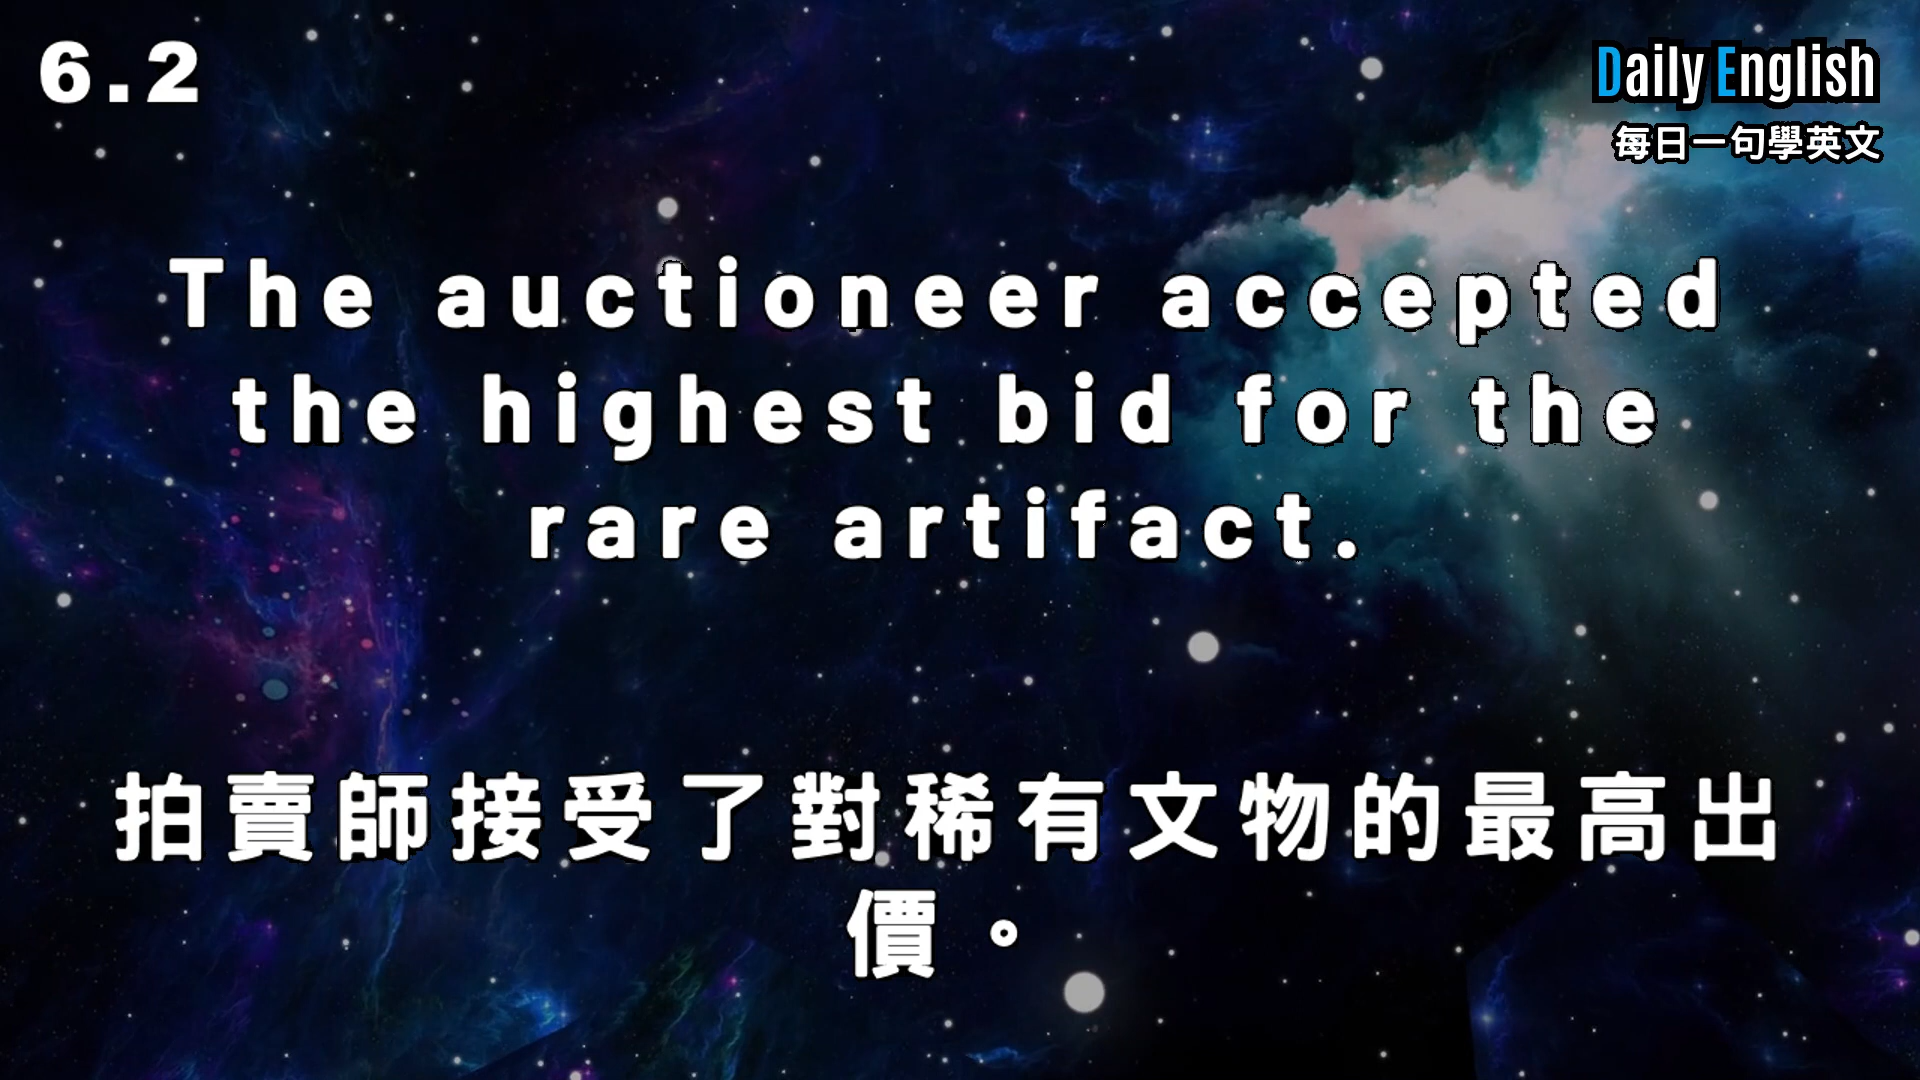 6.2
Daily English
每日一句學英文
The auctioneer accepted
the highest bid for the
rare artifact.
拍賣師接受了對稀有文物的最高出
價。